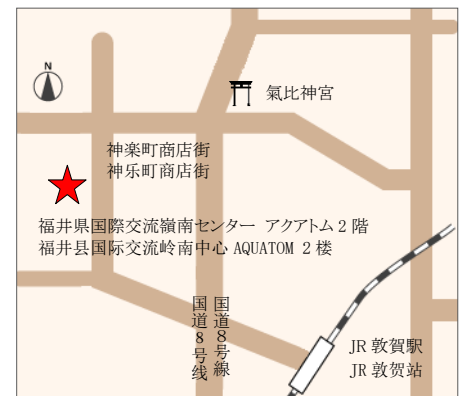 N
氣比神宮
神楽町商店街
神乐町商店街
福井県国際交流嶺南センター アクアトム 2 階
福井县国际交流岭南中心 AQUATOM 2 楼
国道8号線
国道8号线
JR 敦賀駅
JR 敦贺站